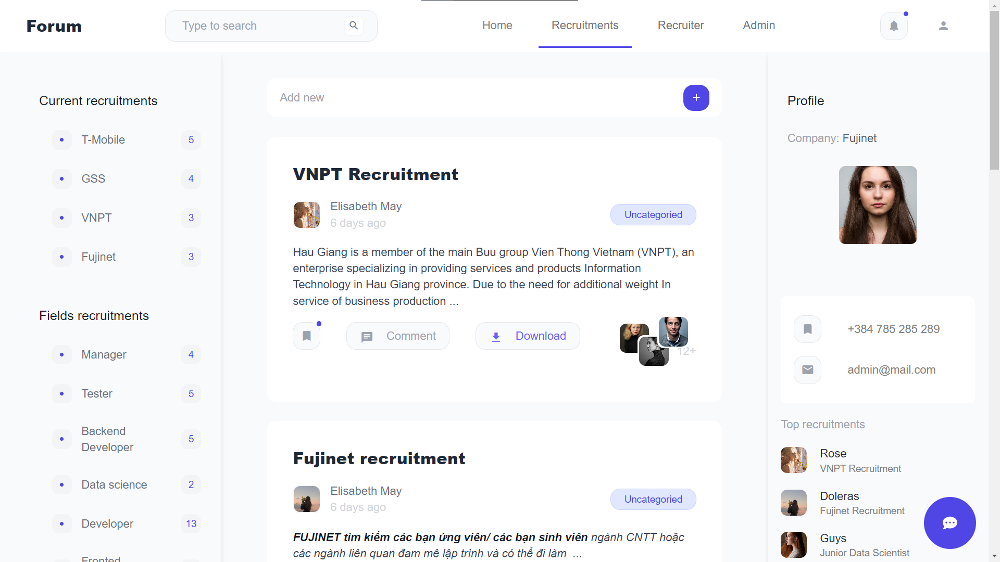 Forum
Type to search
Home
Recruitments
Recruiter
Admin
Current recruitments
T-Mobile
5
GSS
4
VNPT
3
Fujinet
3
Fields recruitments
Manager
4
Tester
5
Backend
Developer
5
Data science
2
Developer
13
Fronted
Add new
VNPT Recruitment
Elisabeth May
6 days ago
Uncategoried
Hau Giang is a member of the main Buu group Vien Thong Vietnam (VNPT), an
enterprise specializing in providing services and products Information
Technology in Hau Giang province. Due to the need for additional weight In
service of business production ...
Comment
Download
12+
Fujinet recruitment
Elisabeth May
6 days ago
Uncategoried
FUJINET tìm kiếm các bạn ứng viên/ các bạn sinh viên ngành CNTT hoặc
các ngành liên quan đam mê lập trình và có thể đi làm ...
Profile
Company: Fujinet
+384 785 285 289
admin@mail.com
Top recruitments
Rose
VNPT Recruitment
Doleras
Fujinet Recruitment
Guys
Junior Data Scientist